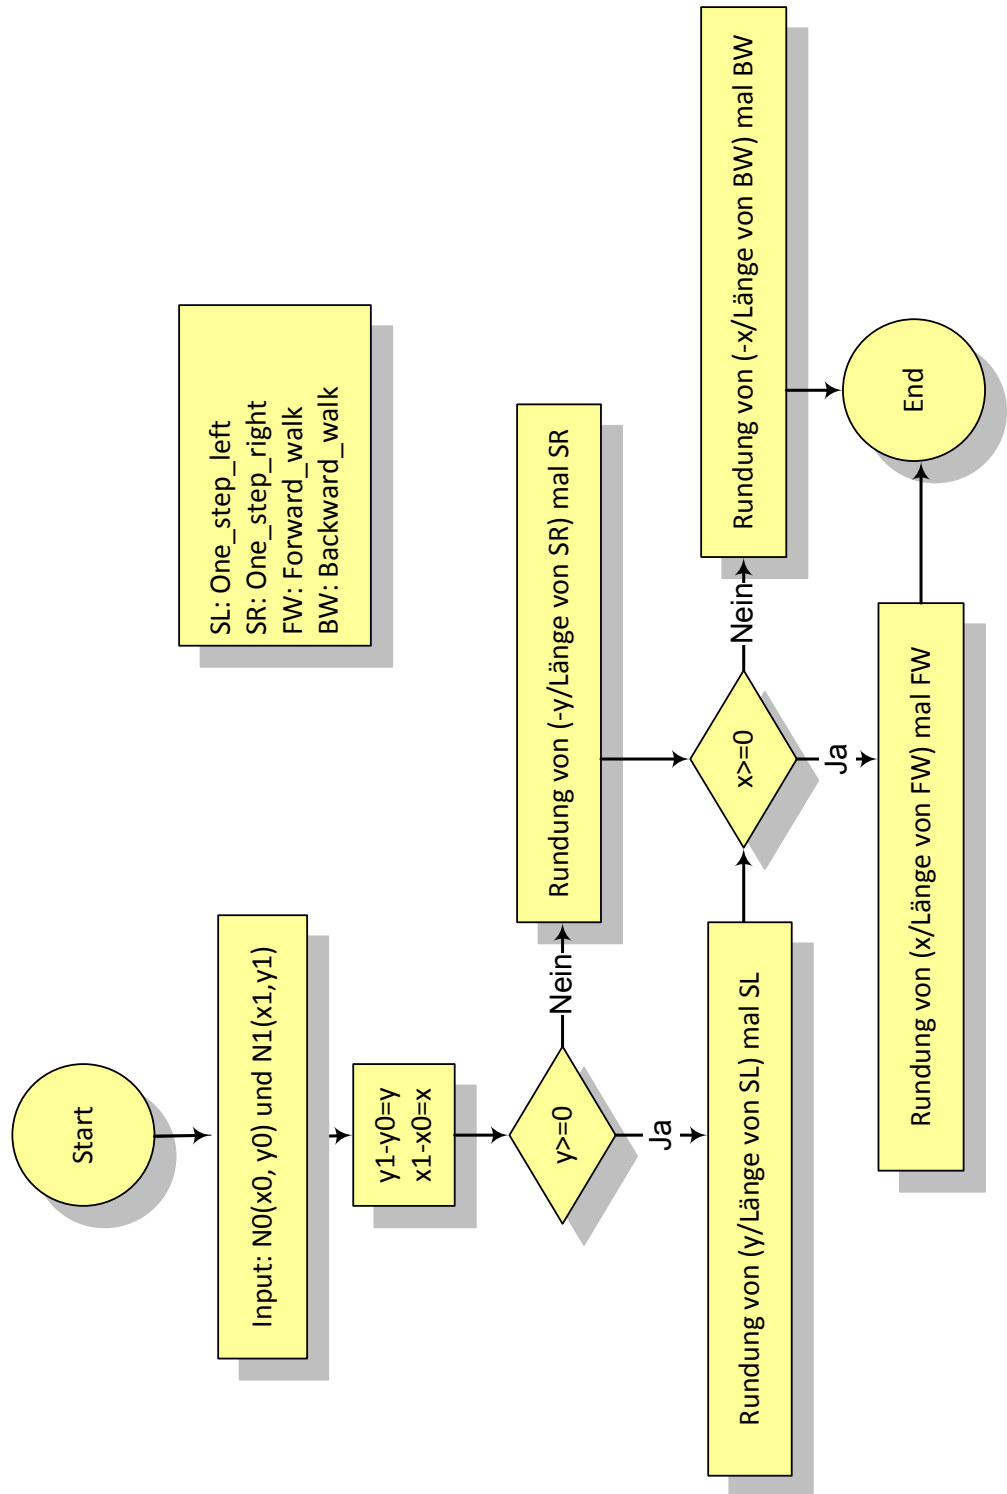 Start
Input: N0(x0, y0) und N1(x1,y1)
y1-y0=y
x1-x0=x
y>=0
Nein
Ja
Rundung von (-y/Länge von SR) mal SR
Rundung von (y/Länge von SL) mal SL
x>=0
Nein
Ja
Rundung von (-x/Länge von BW) mal BW
Rundung von (x/Länge von FW) mal FW
End
SL: One_step_left
SR: One_step_right
FW: Forward_walk
BW: Backward_walk